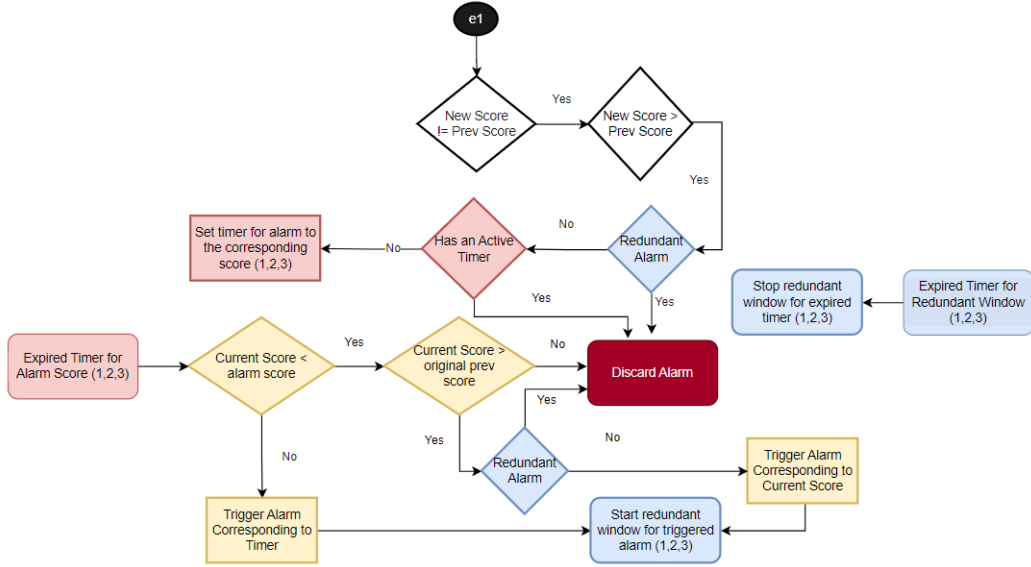 e1
New Score
!= Prev Score
Yes
New Score >
Prev Score
Yes
Redundant
Alarm
No
Has an Active
Timer
No
Set timer for alarm to
the corresponding
score (1,2,3)
Yes
Yes
Stop redundant
window for expired
timer (1,2,3)
Expired Timer for
Redundant Window
(1,2,3)
Expired Timer for
Alarm Score (1,2,3)
Current Score <
alarm score
Yes
Current Score >
original prev
score
No
Discard Alarm
Yes
No
Yes
Redundant
Alarm
No
Trigger Alarm
Corresponding to
Current Score
Trigger Alarm
Corresponding to
Timer
Start redundant
window for triggered
alarm (1,2,3)